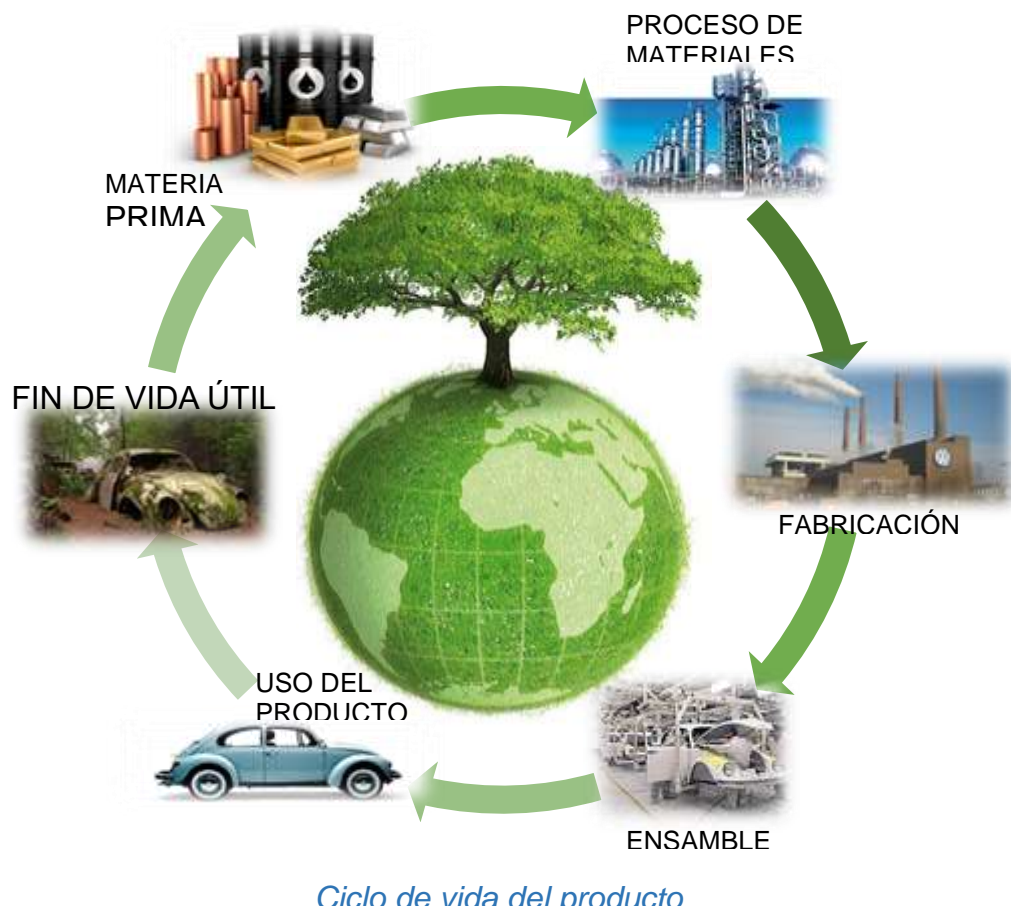 PROCESO DE
MATERIALES
MATERIA
PRIMA
FIN DE VIDA ÚTIL
FABRICACIÓN
USO DEL
PRODUCTO
ENSAMBLE
Ciclo de vida del producto